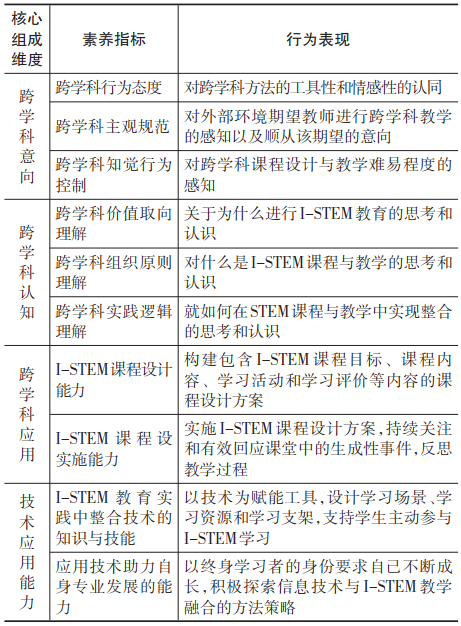 核心
组成
维度
素养指标
行为表现
跨学科意向
跨学科行为态度
对跨学科方法的工具性和情感性的认同
跨学科主观规范
对外部环境期望教师进行跨学科教学
的感知以及顺从该期望的意向
跨学科知觉行为
控制
对跨学科课程设计与教学难易程度的
感知
跨学科认知
跨学科价值取向
理解
关于为什么进行I-STEM教育的思考和
认识
跨学科组织原则
理解
对什么是I-STEM课程与教学的思考和
认识
跨学科实践逻辑
理解
就如何在STEM课程与教学中实现整合
的思考和认识
跨学科应用
I-STEM课程设计
能力
构建包含I-STEM课程目标、课程内
容、学习活动和学习评价等内容的课
程设计方案
I-STEM课程设
实施能力
实施I-STEM课程设计方案,持续关注
和有效回应课堂中的生成性事件,反思
教学过程
技术应用能力
I-STEM教育实
践中整合技术的
知识与技能
以技术为赋能工具,设计学习场景、学
习资源和学习支架,支持学生主动参与
I-STEM学习
应用技术助力自
身专业发展的能
力
以终身学习者的身份要求自己不断成
长,积极探索信息技术与I-STEM教学
融合的方法策略